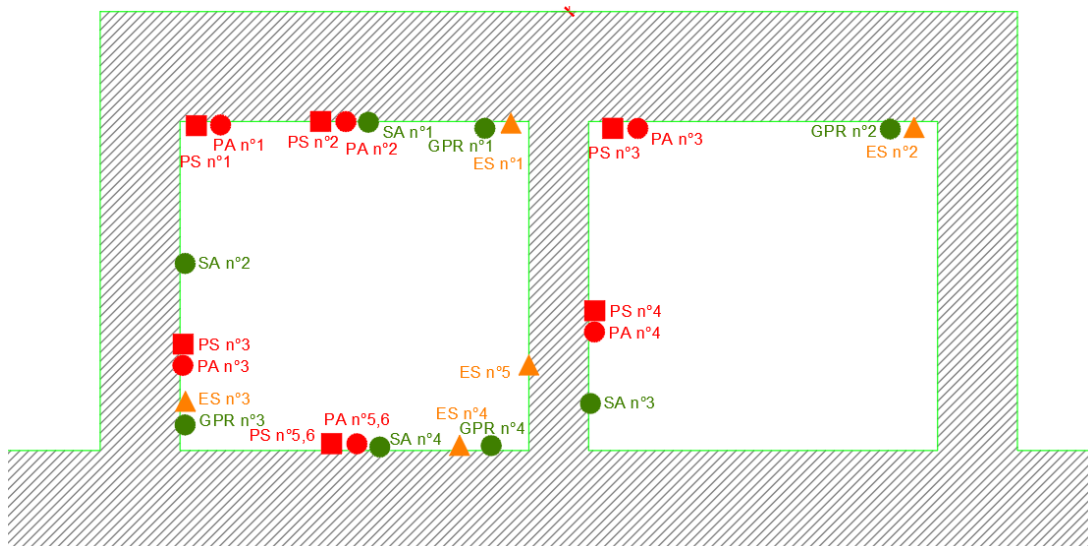 PS n°1
PA n°1
PS n°2
PA n°2
SA n°1
GPR n°1
ES n°1
PS n°3
PA n°3
GPR n°2
ES n°2
SA n°2
PS n°3
PA n°3
ES n°3
GPR n°3
ES n°5
PS n°5,6
PA n°5,6
SA n°4
ES n°4
GPR n°4
PS n°4
PA n°4
SA n°3